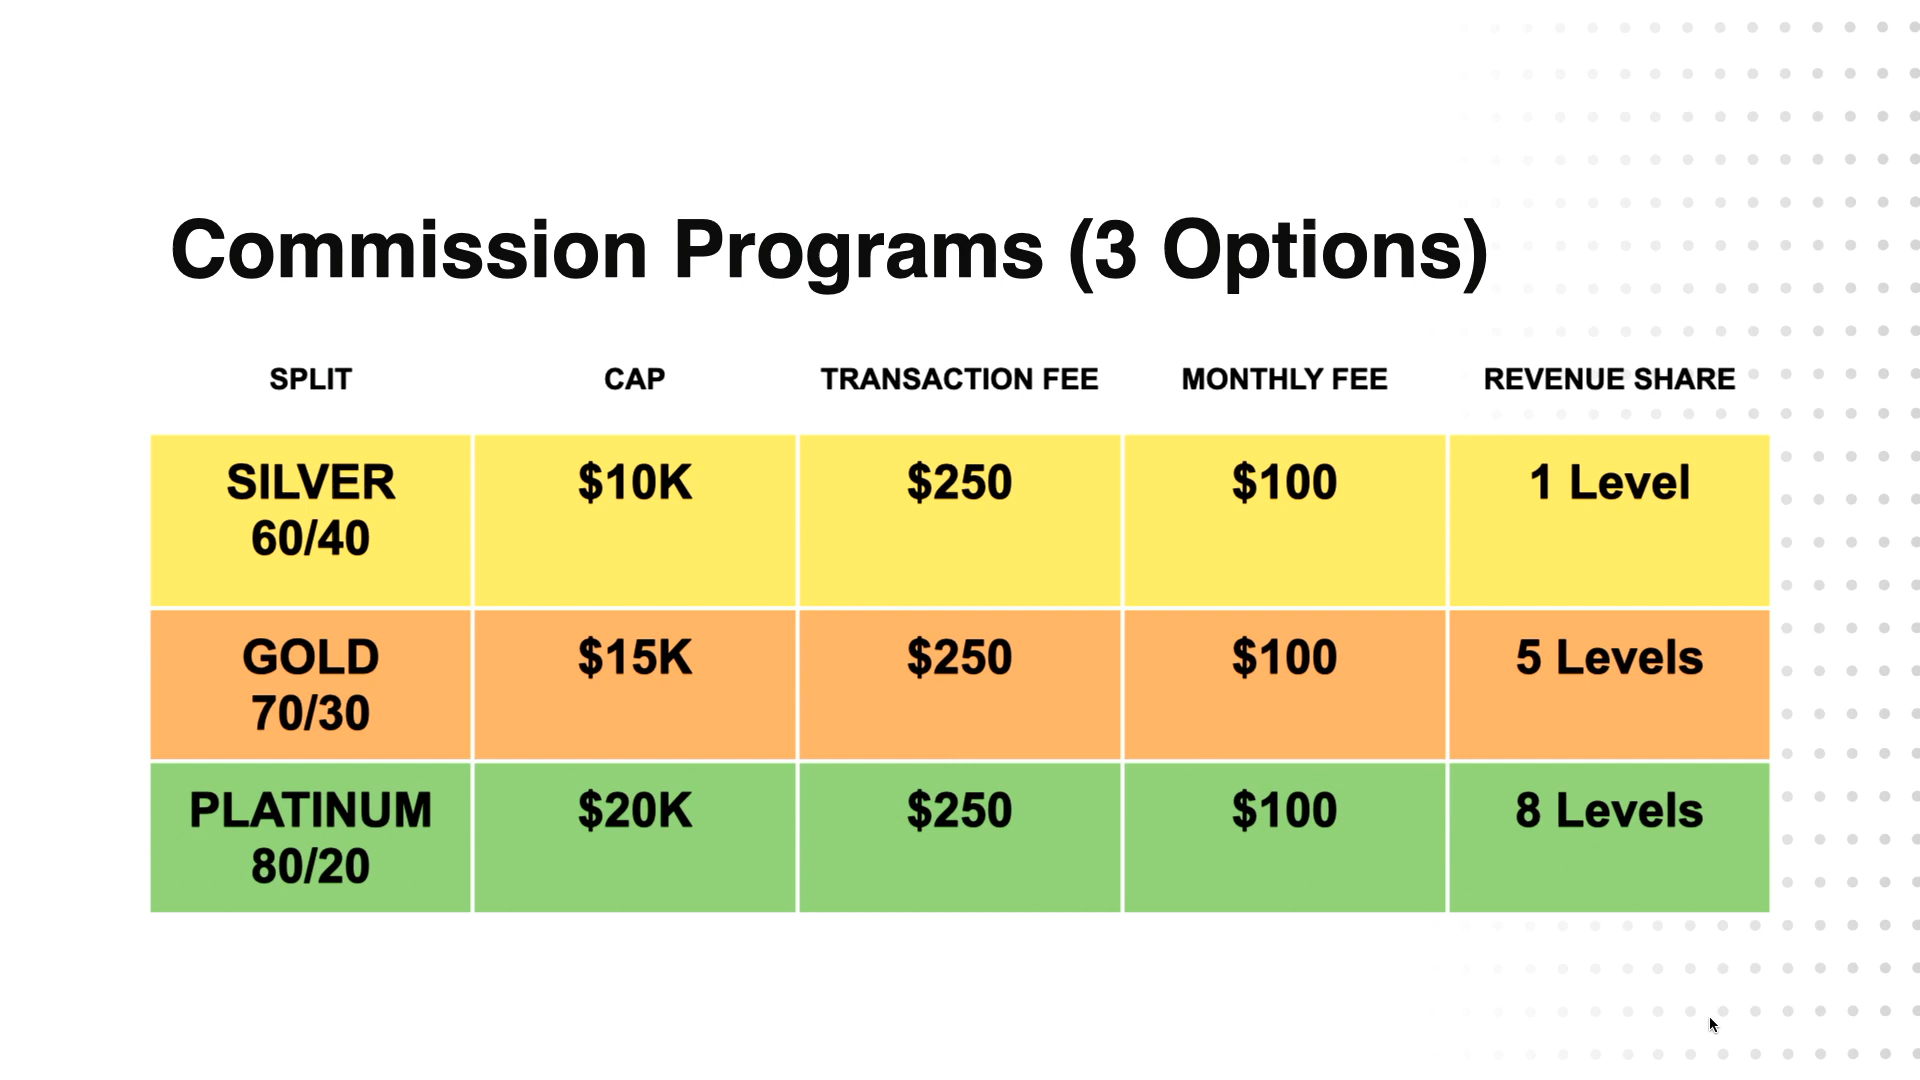 Commission Programs (3 Options)
SPLIT CAP TRANSACTION FEE MONTHLY FEE REVENUE SHARE
SILVER $10K $250 $100 1 Level
60/40
GOLD $15K $250 $100 5 Levels
70/30
PLATINUM $20K $250 $100 8 Levels
80/20